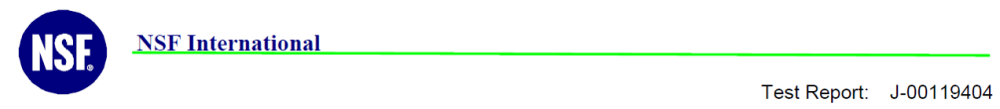 NSF®
NSF International
Test Report: J-00119404